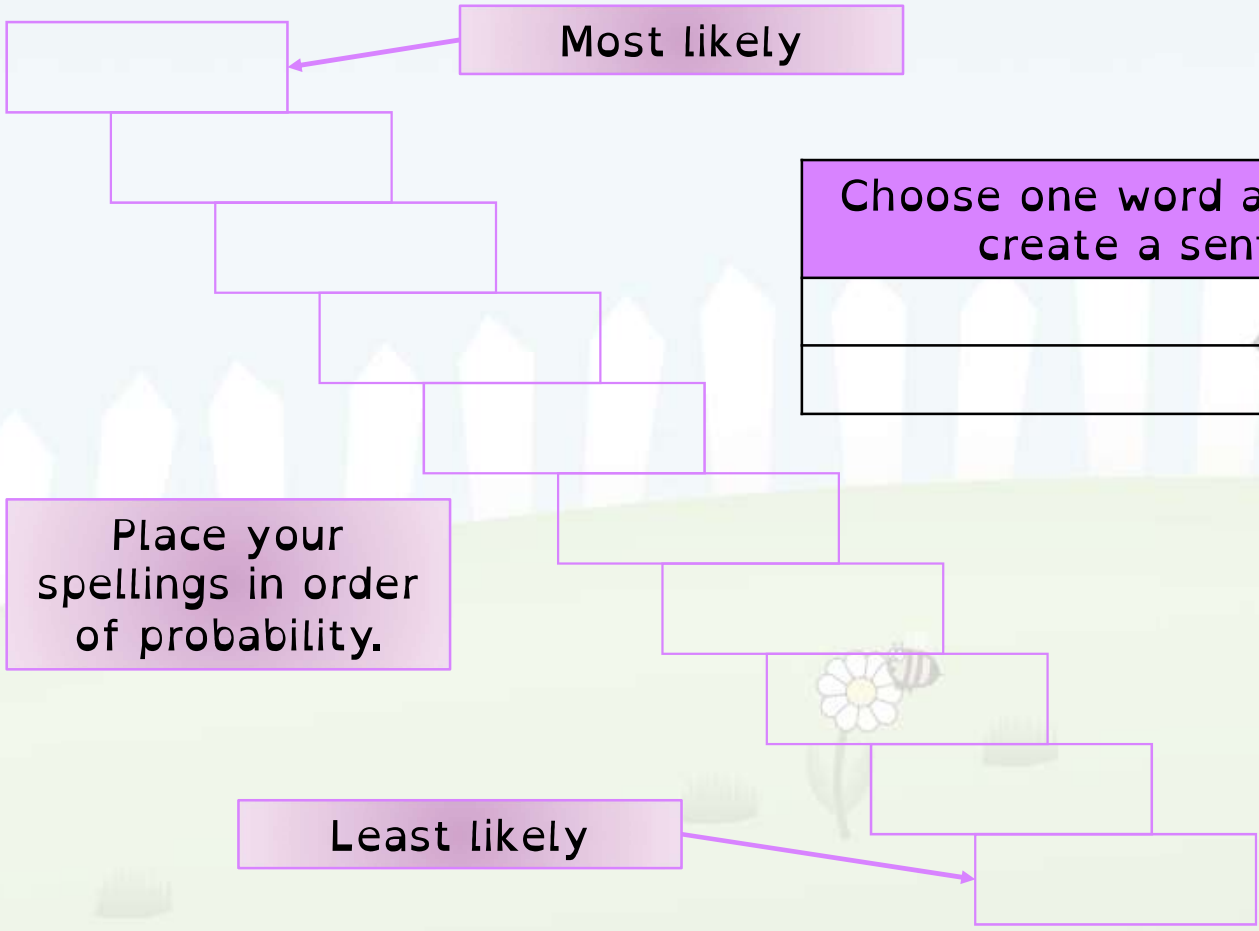 Most likely
Choose one word a
create a sen
Place your
spellings in order
of probability.
Least likely